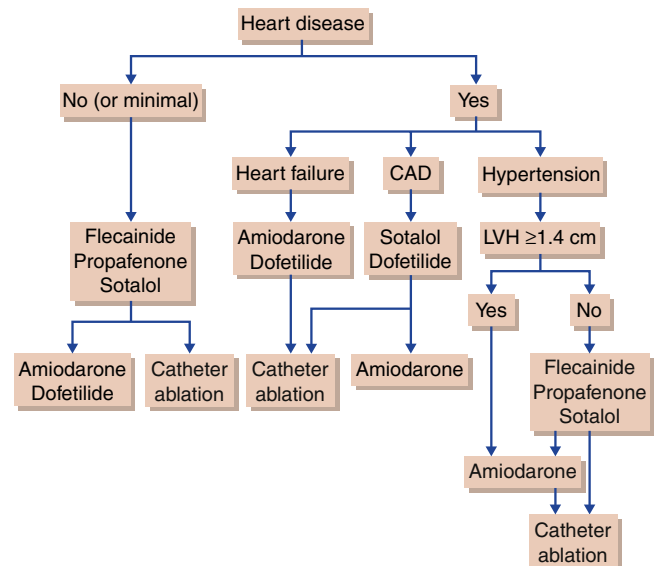 Heart disease
No (or minimal)
Yes
Heart failure
CAD
Hypertension
Flecainide
Propafenone
Sotalol
Amiodarone
Dofetilide
Sotalol
Dofetilide
LVH ≥1.4 cm
Yes
No
Amiodarone
Dofetilide
Catheter
ablation
Catheter
ablation
Amiodarone
Flecainide
Propafenone
Sotalol
Amiodarone
Catheter
ablation